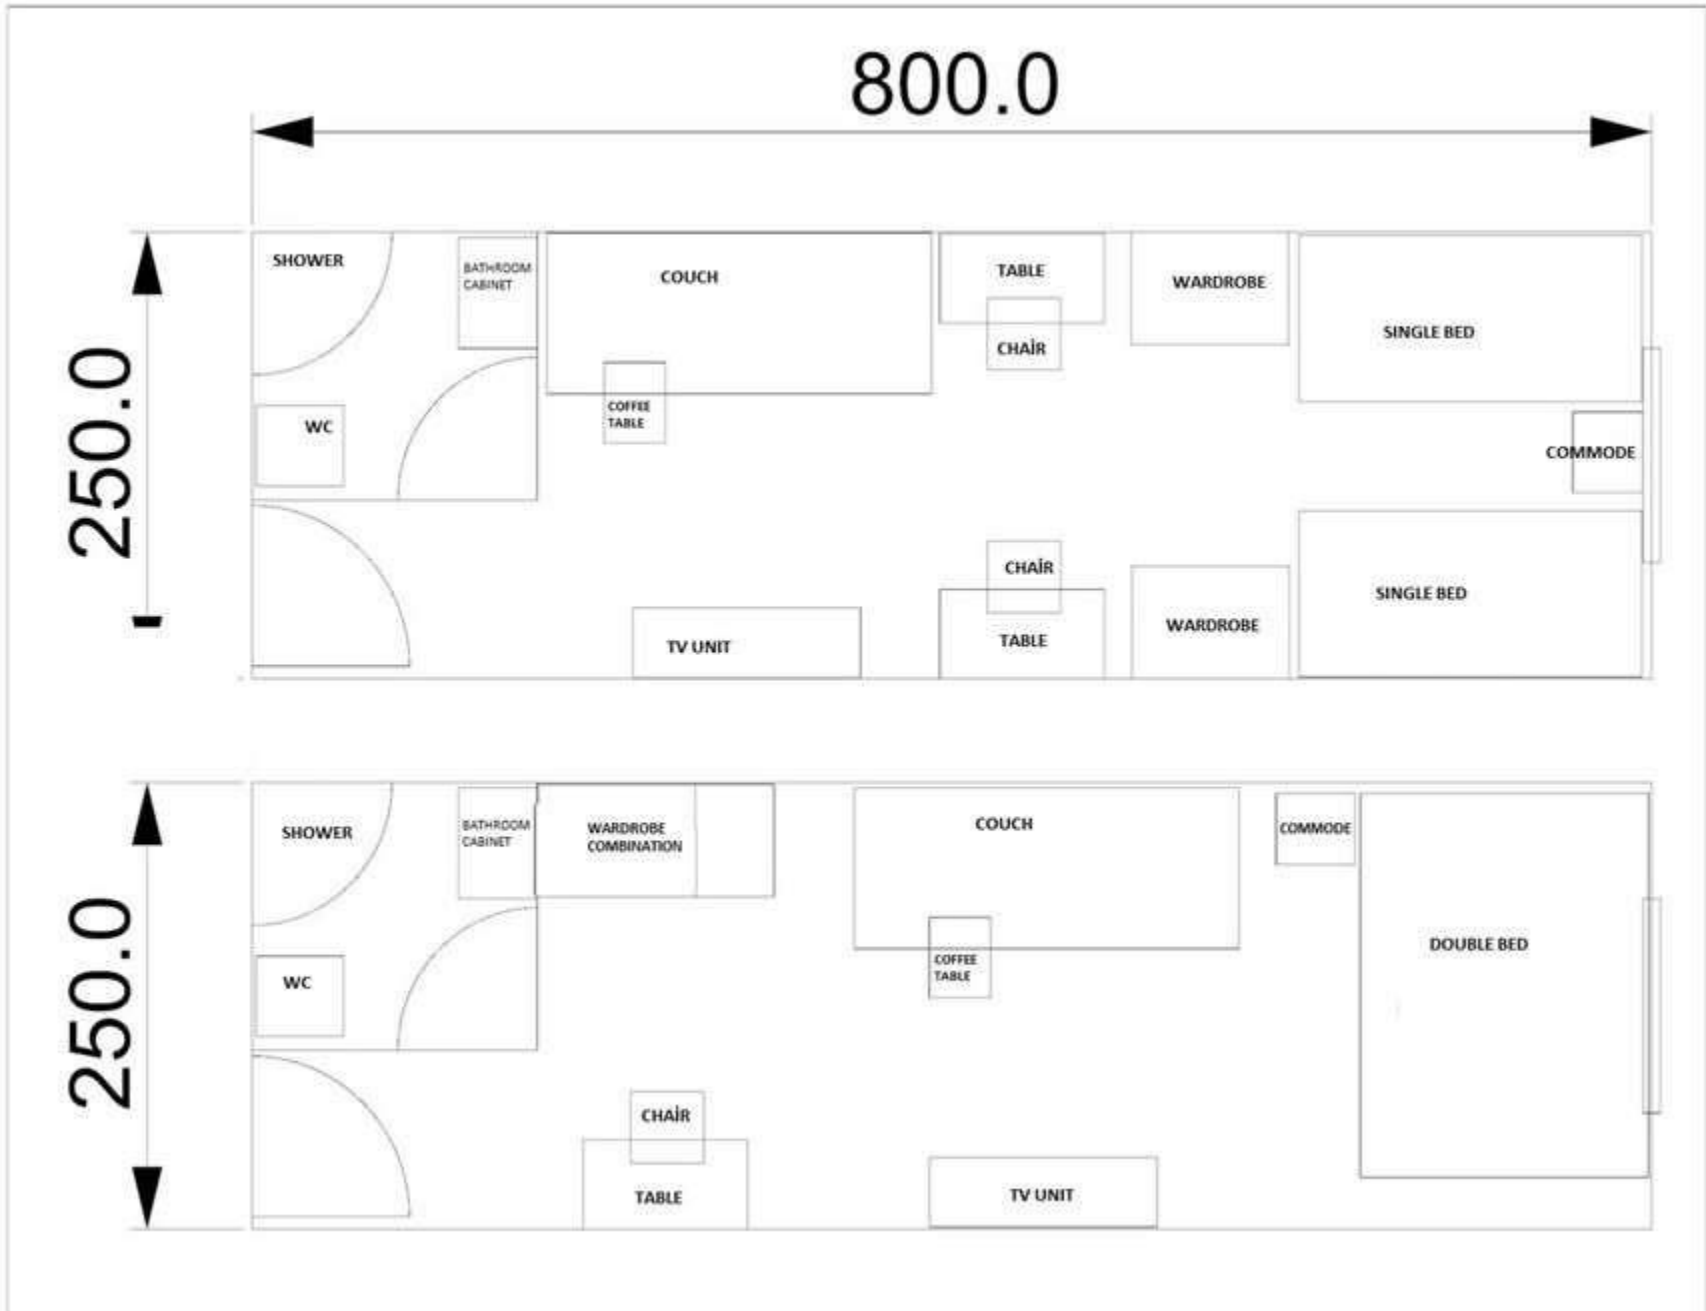 800.0
250.0
SHOWER
BATHROOM
CABINET
COUCH
TABLE
CHAİR
WARDROBE
SINGLE BED
WC
COFFEE
TABLE
COMMODE
CHAİR
TABLE
TV UNIT
WARDROBE
SINGLE BED
250.0
SHOWER
BATHROOM
CABINET
WARDROBE
COMBINATION
COUCH
COMMODE
DOUBLE BED
WC
COFFEE
TABLE
CHAİR
TABLE
TV UNIT